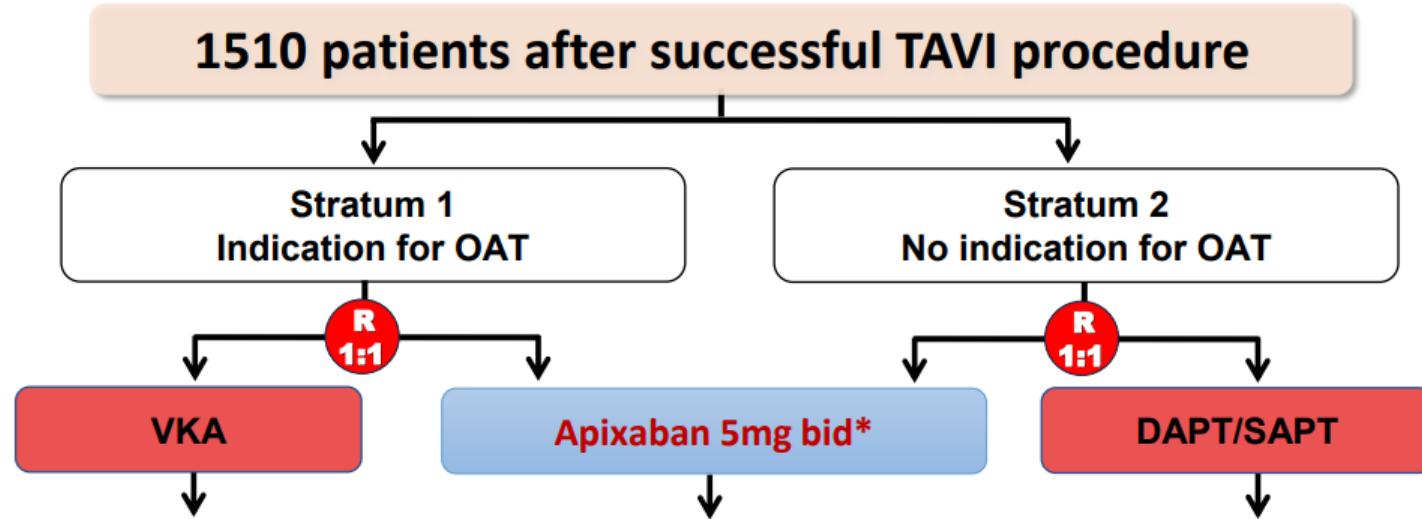 1510 patients after successful TAVI procedure
Stratum 1
Indication for OAT
Stratum 2
No indication for OAT
R
1:1
R
1:1
VKA
Apixaban 5mg bid*
DAPT/SAPT